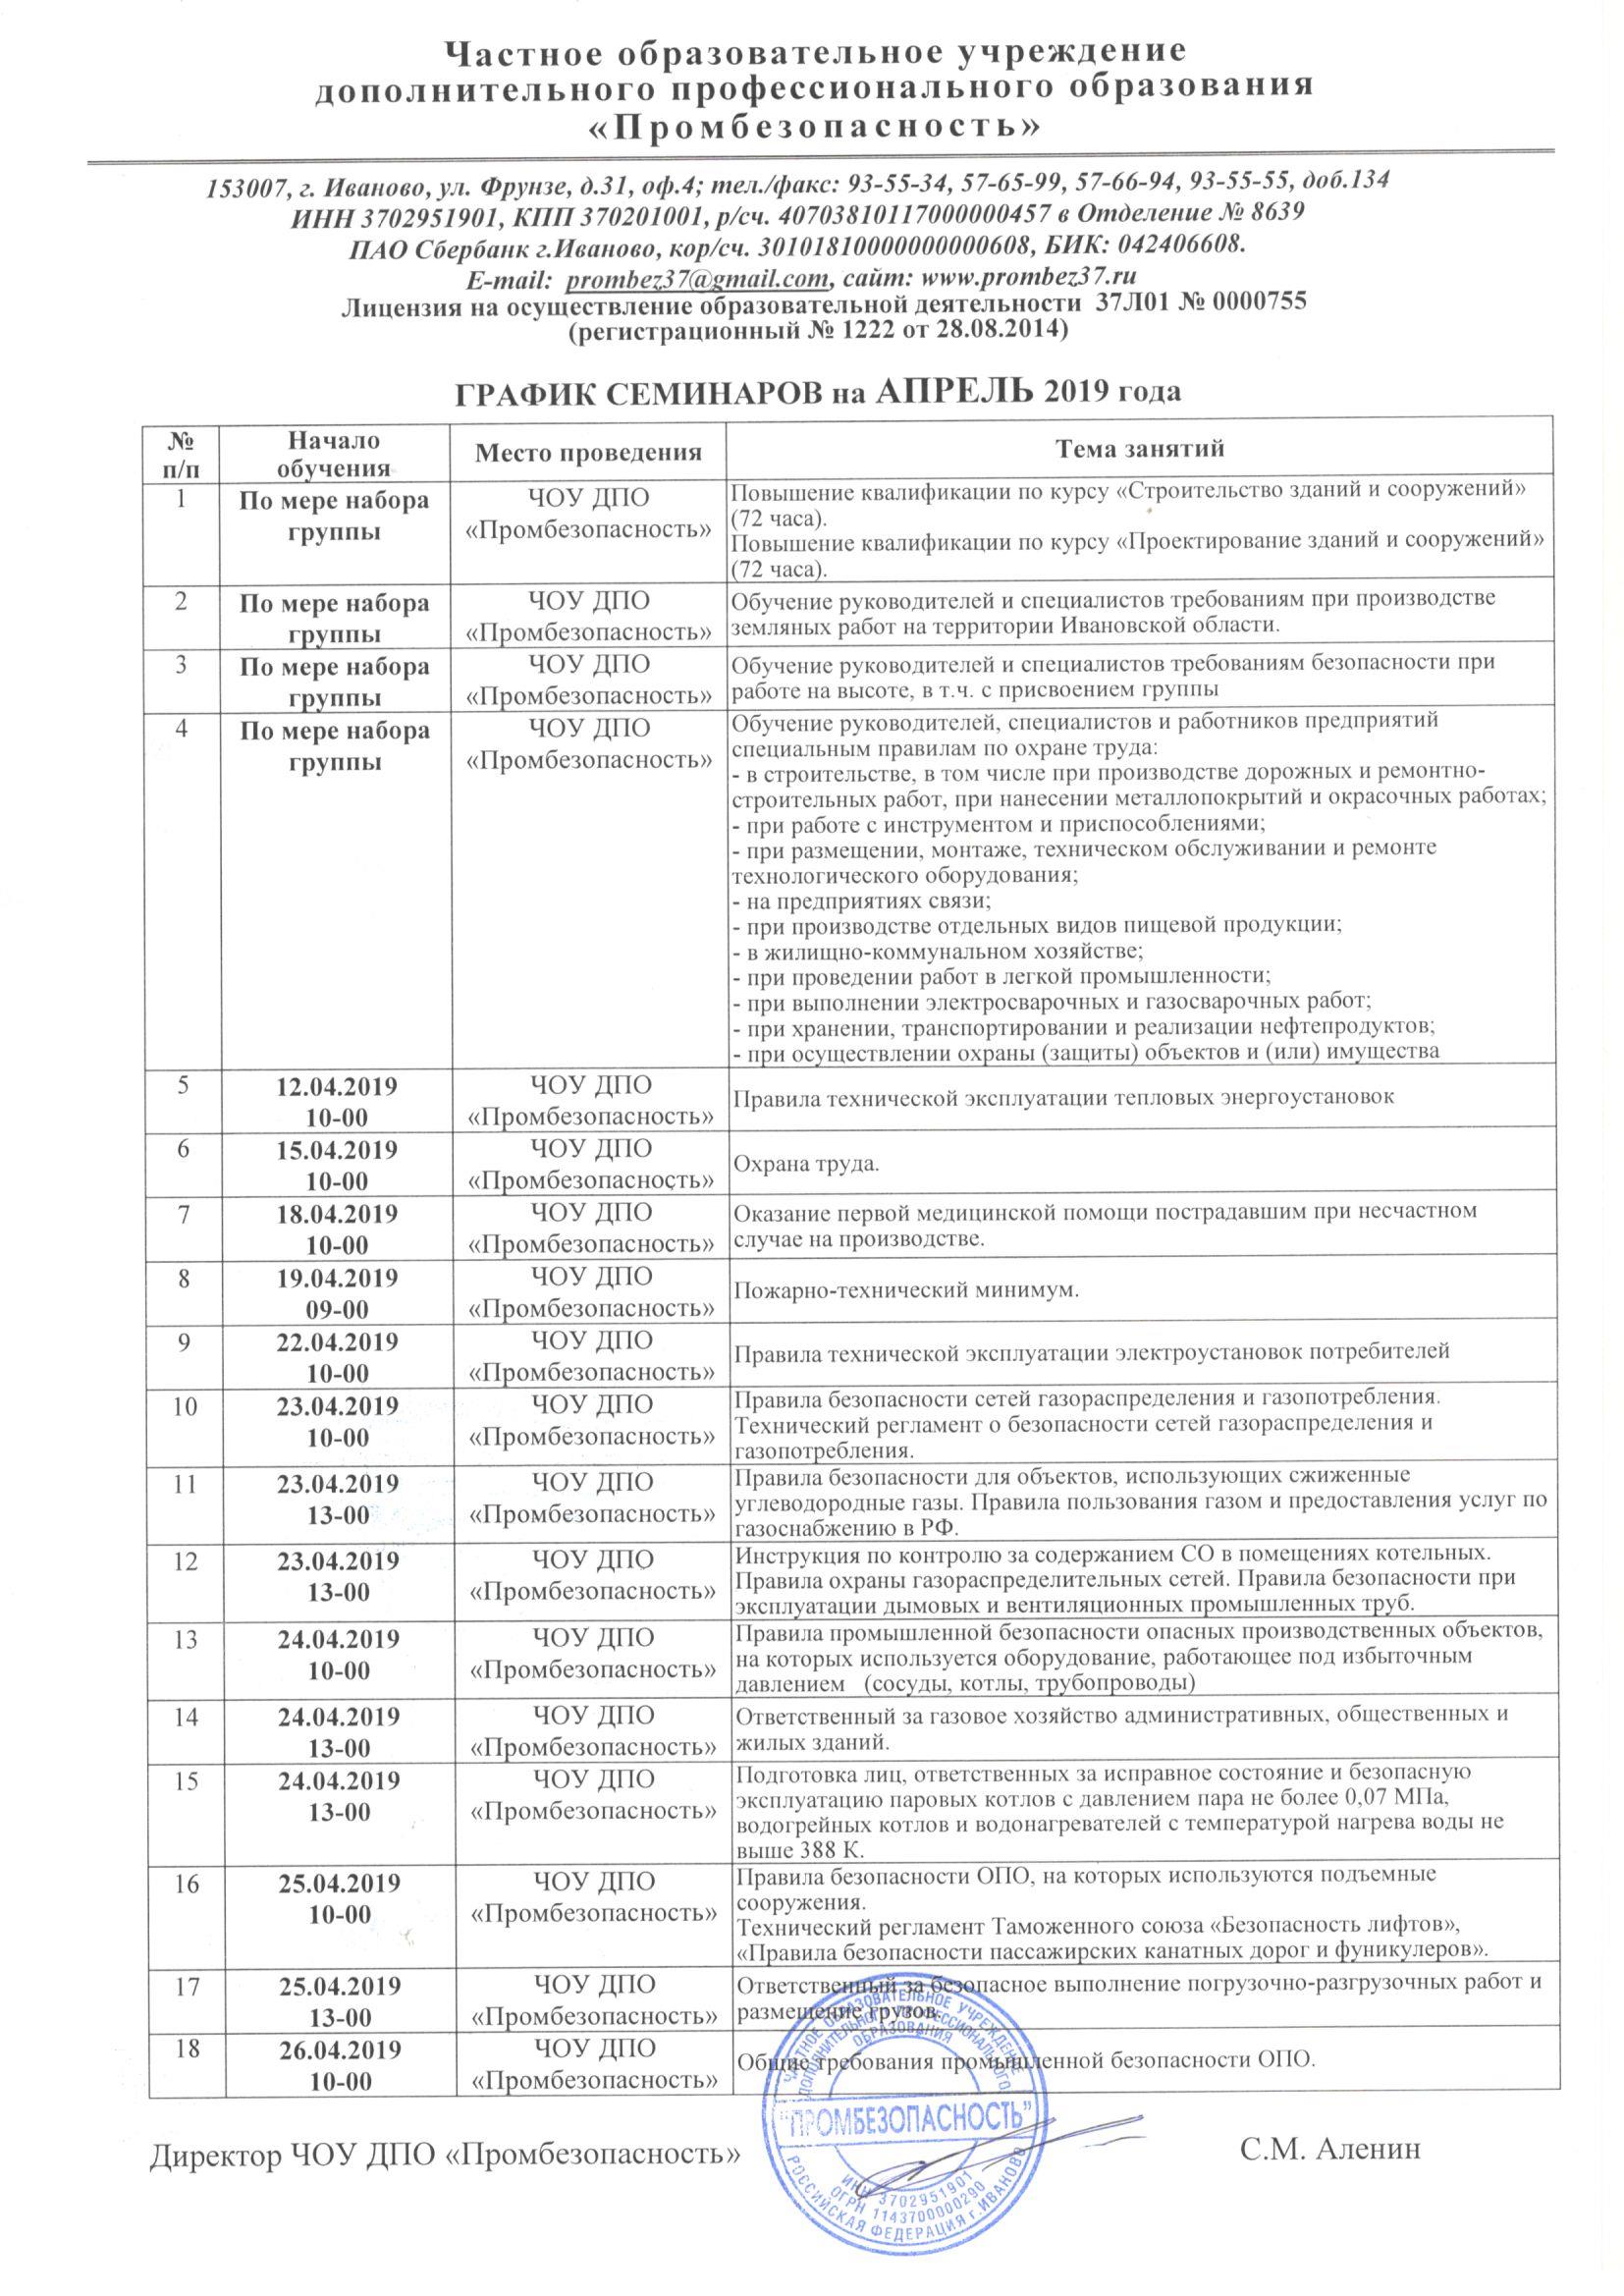 Частное образовательное учреждение
дополнительного профессионального образования
«Промбезопасность»
153007, г. Иваново, ул. Фрунзе, д.31, оф.4; тел./факс: 93-55-34, 57-65-99, 57-66-94, 93-55-55, доб.134
ИНН 3702951901, КПП 370201001, р/сч. 40703810117000000457 в Отделение № 8639
ПАО Сбербанк г.Иваново, кор/сч. 30101810000000000608, БИК: 042406608.
E-mail: prombez37@gmail.com, сайт: www.prombez37.ru
Лицензия на осуществление образовательной деятельности 37Л01 № 0000755
(регистрационный № 1222 от 28.08.2014)
ГРАФИК СЕМИНАРОВ на АПРЕЛЬ 2019 года
№ п/п
Начало обучения
Место проведения
Тема занятий
1
По мере набора
группы
ЧОУ ДПО
«Промбезопасность»
Повышение квалификации по курсу «Строительство зданий и сооружений»
(72 часа).
Повышение квалификации по курсу «Проектирование зданий и сооружений»
(72 часа).
2
По мере набора
группы
ЧОУ ДПО
«Промбезопасность»
Обучение руководителей и специалистов требованиям при производстве
земляных работ на территории Ивановской области.
3
По мере набора
группы
ЧОУ ДПО
«Промбезопасность»
Обучение руководителей и специалистов требованиям безопасности при
работе на высоте, в т.ч. с присвоением группы
4
По мере набора
группы
ЧОУ ДПО
«Промбезопасность»
Обучение руководителей, специалистов и работников предприятий
специальным правилам по охране труда:
- в строительстве, в том числе при производстве дорожных и ремонтно-
строительных работ, при нанесении металлопокрытий и окрасочных работах;
- при работе с инструментом и приспособлениями;
- при размещении, монтаже, техническом обслуживании и ремонте
технологического оборудования;
- на предприятиях связи;
- при производстве отдельных видов пищевой продукции;
- в жилищно-коммунальном хозяйстве;
- при проведении работ в легкой промышленности;
- при выполнении электросварочных и газосварочных работ;
- при хранении, транспортировании и реализации нефтепродуктов;
- при осуществлении охраны (защиты) объектов и (или) имущества
5
12.04.2019
10-00
ЧОУ ДПО
«Промбезопасность»
Правила технической эксплуатации тепловых энергоустановок
6
15.04.2019
10-00
ЧОУ ДПО
«Промбезопасность»
Охрана труда.
7
18.04.2019
10-00
ЧОУ ДПО
«Промбезопасность»
Оказание первой медицинской помощи пострадавшим при несчастном
случае на производстве.
8
19.04.2019
09-00
ЧОУ ДПО
«Промбезопасность»
Пожарно-технический минимум.
9
22.04.2019
10-00
ЧОУ ДПО
«Промбезопасность»
Правила технической эксплуатации электроустановок потребителей
10
23.04.2019
10-00
ЧОУ ДПО
«Промбезопасность»
Правила безопасности сетей газораспределения и газопотребления.
Технический регламент о безопасности сетей газораспределения и
газопотребления.
11
23.04.2019
13-00
ЧОУ ДПО
«Промбезопасность»
Правила безопасности для объектов, использующих сжиженные
углеводородные газы. Правила пользования газом и предоставления услуг по
газоснабжению в РФ.
12
23.04.2019
13-00
ЧОУ ДПО
«Промбезопасность»
Инструкция по контролю за содержанием СО в помещениях котельных.
Правила охраны газораспределительных сетей. Правила безопасности при
эксплуатации дымовых и вентиляционных промышленных труб.
13
24.04.2019
10-00
ЧОУ ДПО
«Промбезопасность»
Правила промышленной безопасности опасных производственных объектов,
на которых используется оборудование, работающее под избыточным
давлением (сосуды, котлы, трубопроводы)
14
24.04.2019
13-00
ЧОУ ДПО
«Промбезопасность»
Ответственный за газовое хозяйство административных, общественных и
жилых зданий.
15
24.04.2019
13-00
ЧОУ ДПО
«Промбезопасность»
Подготовка лиц, ответственных за исправное состояние и безопасную
эксплуатацию паровых котлов с давлением пара не более 0,07 МПа,
водогрейных котлов и водонагревателей с температурой нагрева воды не
выше 388 К.
16
25.04.2019
10-00
ЧОУ ДПО
«Промбезопасность»
Правила безопасности ОПО, на которых используются подъемные
сооружения.
Технический регламент Таможенного союза «Безопасность лифтов»,
«Правила безопасности пассажирских канатных дорог и фуникулеров».
17
25.04.2019
13-00
ЧОУ ДПО
«Промбезопасность»
Ответственный за безопасное выполнение погрузочно-разгрузочных работ и
размещение грузов.
18
26.04.2019
10-00
ЧОУ ДПО
«Промбезопасность»
Общие требования промышленной безопасности ОПО.
Директор ЧОУ ДПО «Промбезопасность»
С.М. Аленин
ЧАСТНОЕ ОБРАЗОВАТЕЛЬНОЕ УЧРЕЖДЕНИЕ
ДОПОЛНИТЕЛЬНОГО ПРОФЕССИОНАЛЬНОГО
ОБРАЗОВАНИЯ
"ПРОМБЕЗОПАСНОСТЬ"
ИНН 3702951901
ОГРН 1143700000290
РОССИЙСКАЯ ФЕДЕРАЦИЯ г.ИВАНОВО